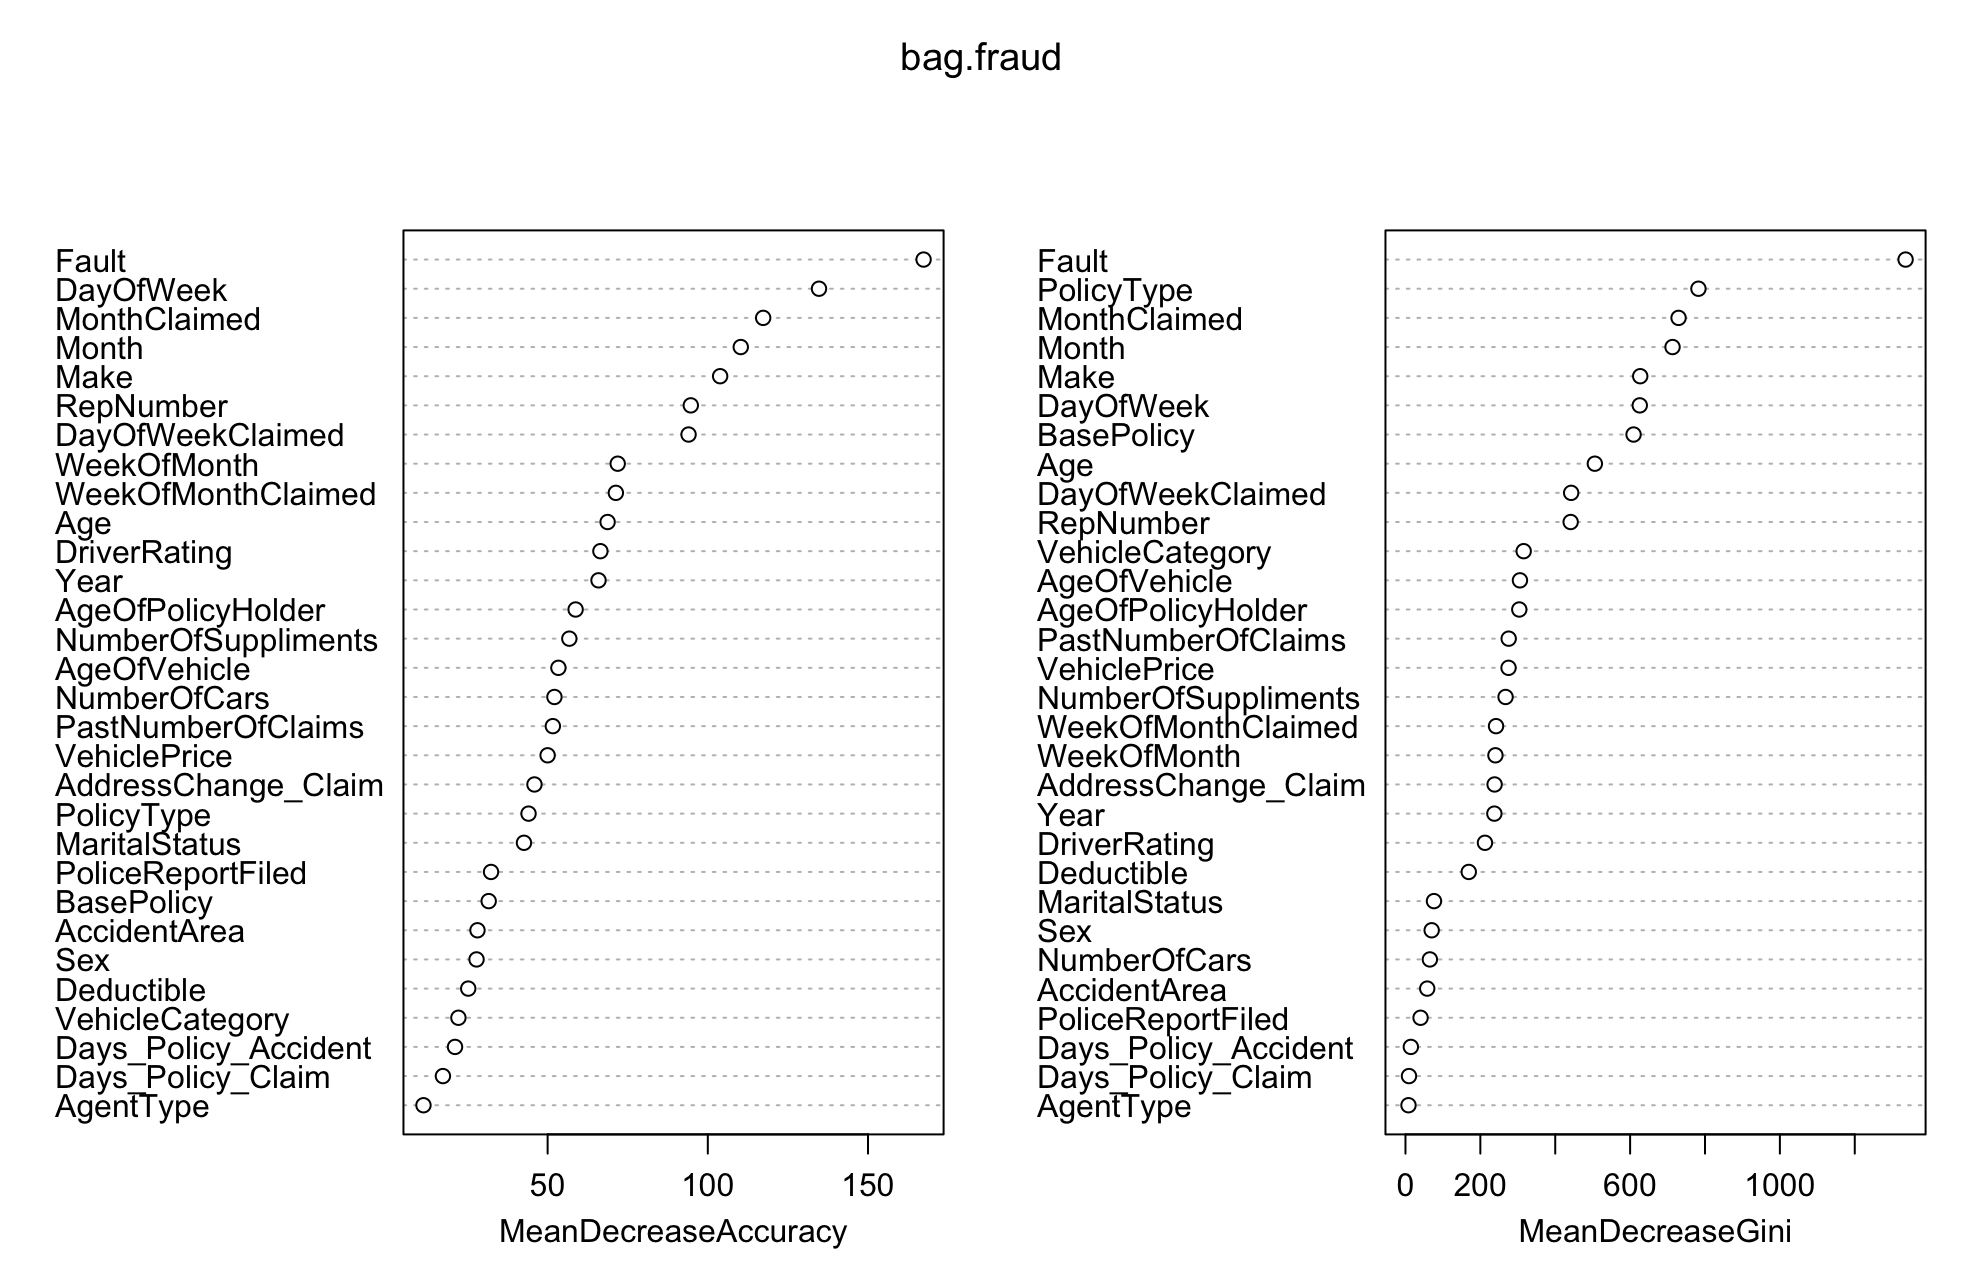 bag.fraud
Fault
DayOfWeek
MonthClaimed
Month
Make
RepNumber
DayOfWeekClaimed
WeekOfMonth
WeekOfMonthClaimed
Age
DriverRating
Year
AgeOfPolicyHolder
NumberOfSuppliments
AgeOfVehicle
NumberOfCars
PastNumberOfClaims
VehiclePrice
AddressChange_Claim
PolicyType
MaritalStatus
PoliceReportFiled
BasePolicy
AccidentArea
Sex
Deductible
VehicleCategory
Days_Policy_Accident
Days_Policy_Claim
AgentType
50 100 150
MeanDecreaseAccuracy
Fault
PolicyType
MonthClaimed
Month
Make
DayOfWeek
BasePolicy
Age
DayOfWeekClaimed
RepNumber
VehicleCategory
AgeOfVehicle
AgeOfPolicyHolder
PastNumberOfClaims
VehiclePrice
NumberOfSuppliments
WeekOfMonthClaimed
WeekOfMonth
AddressChange_Claim
Year
DriverRating
Deductible
MaritalStatus
Sex
NumberOfCars
AccidentArea
PoliceReportFiled
Days_Policy_Accident
Days_Policy_Claim
AgentType
0 200 600 1000
MeanDecreaseGini